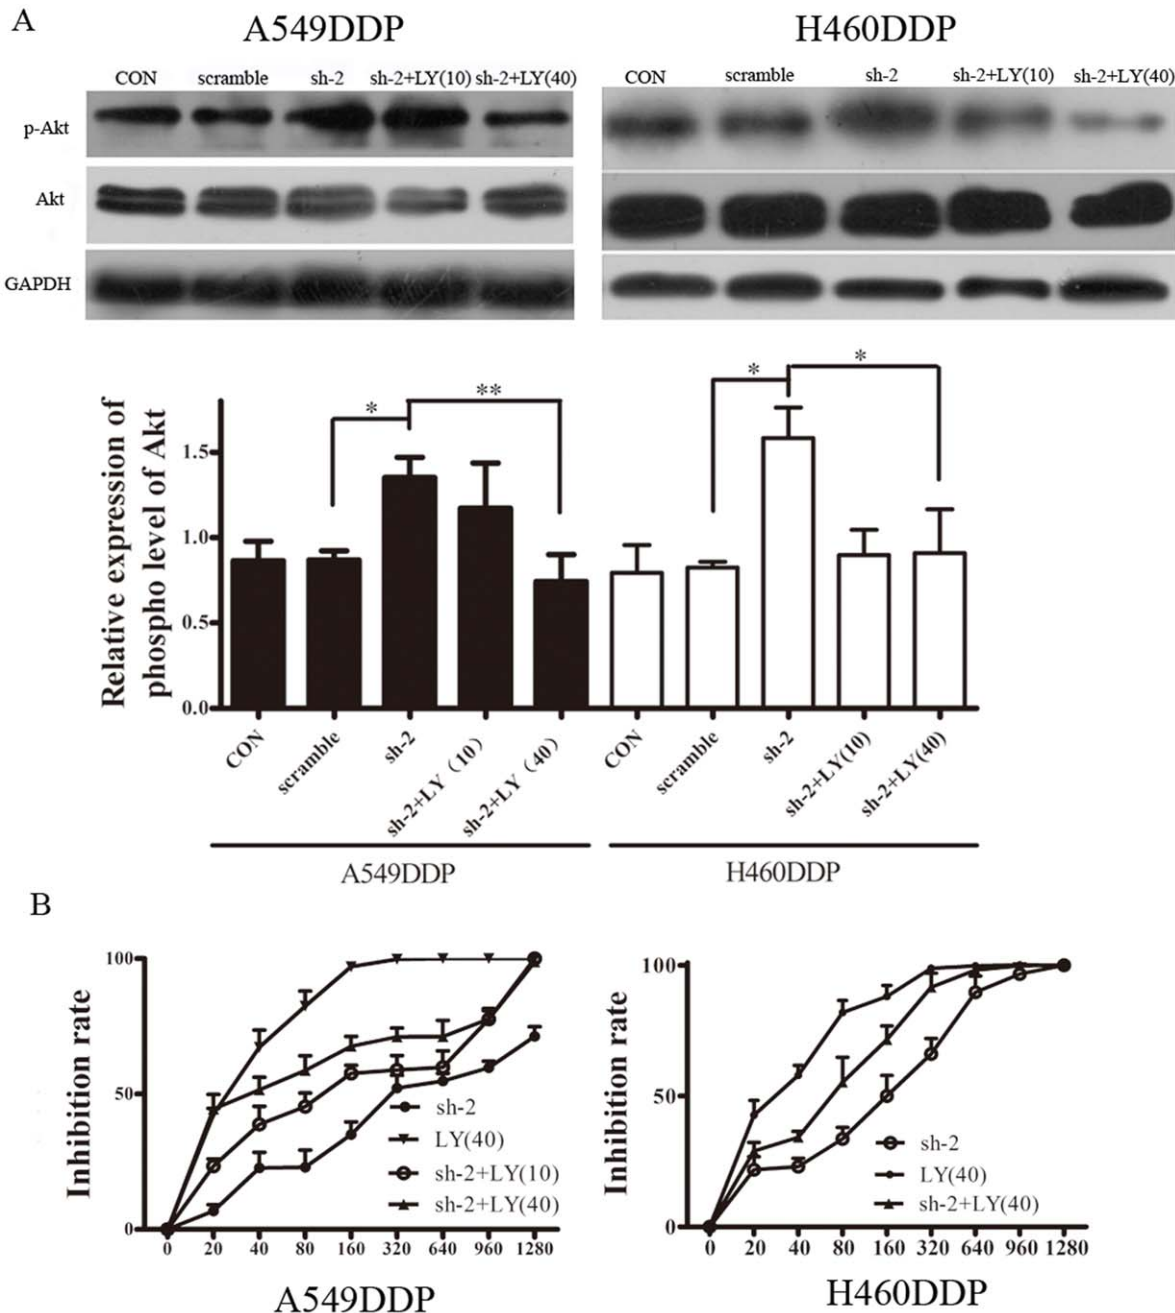 A
A549DDP
H460DDP
CON scramble sh-2 sh-2+LY(10) sh-2+LY(40)
CON scramble sh-2 sh-2+LY(10) sh-2+LY(40)
p-Akt
Akt
GAPDH
Relative expression of
phospho level of Akt
1.5
1.0
0.5
0.0
* **
* *
CON scramble sh-2 sh-2+LY (10) sh-2+LY (40)
CON scramble sh-2 sh-2+LY(10) sh-2+LY(40)
A549DDP
H460DDP
B
Inhibition rate
100
50
0
sh-2
LY(40)
sh-2+LY(10)
sh-2+LY(40)
0 20 40 80 160 320 640 960 1280
A549DDP
Inhibition rate
100
50
0
sh-2
LY(40)
sh-2+LY(40)
0 20 40 80 160 320 640 960 1280
H460DDP